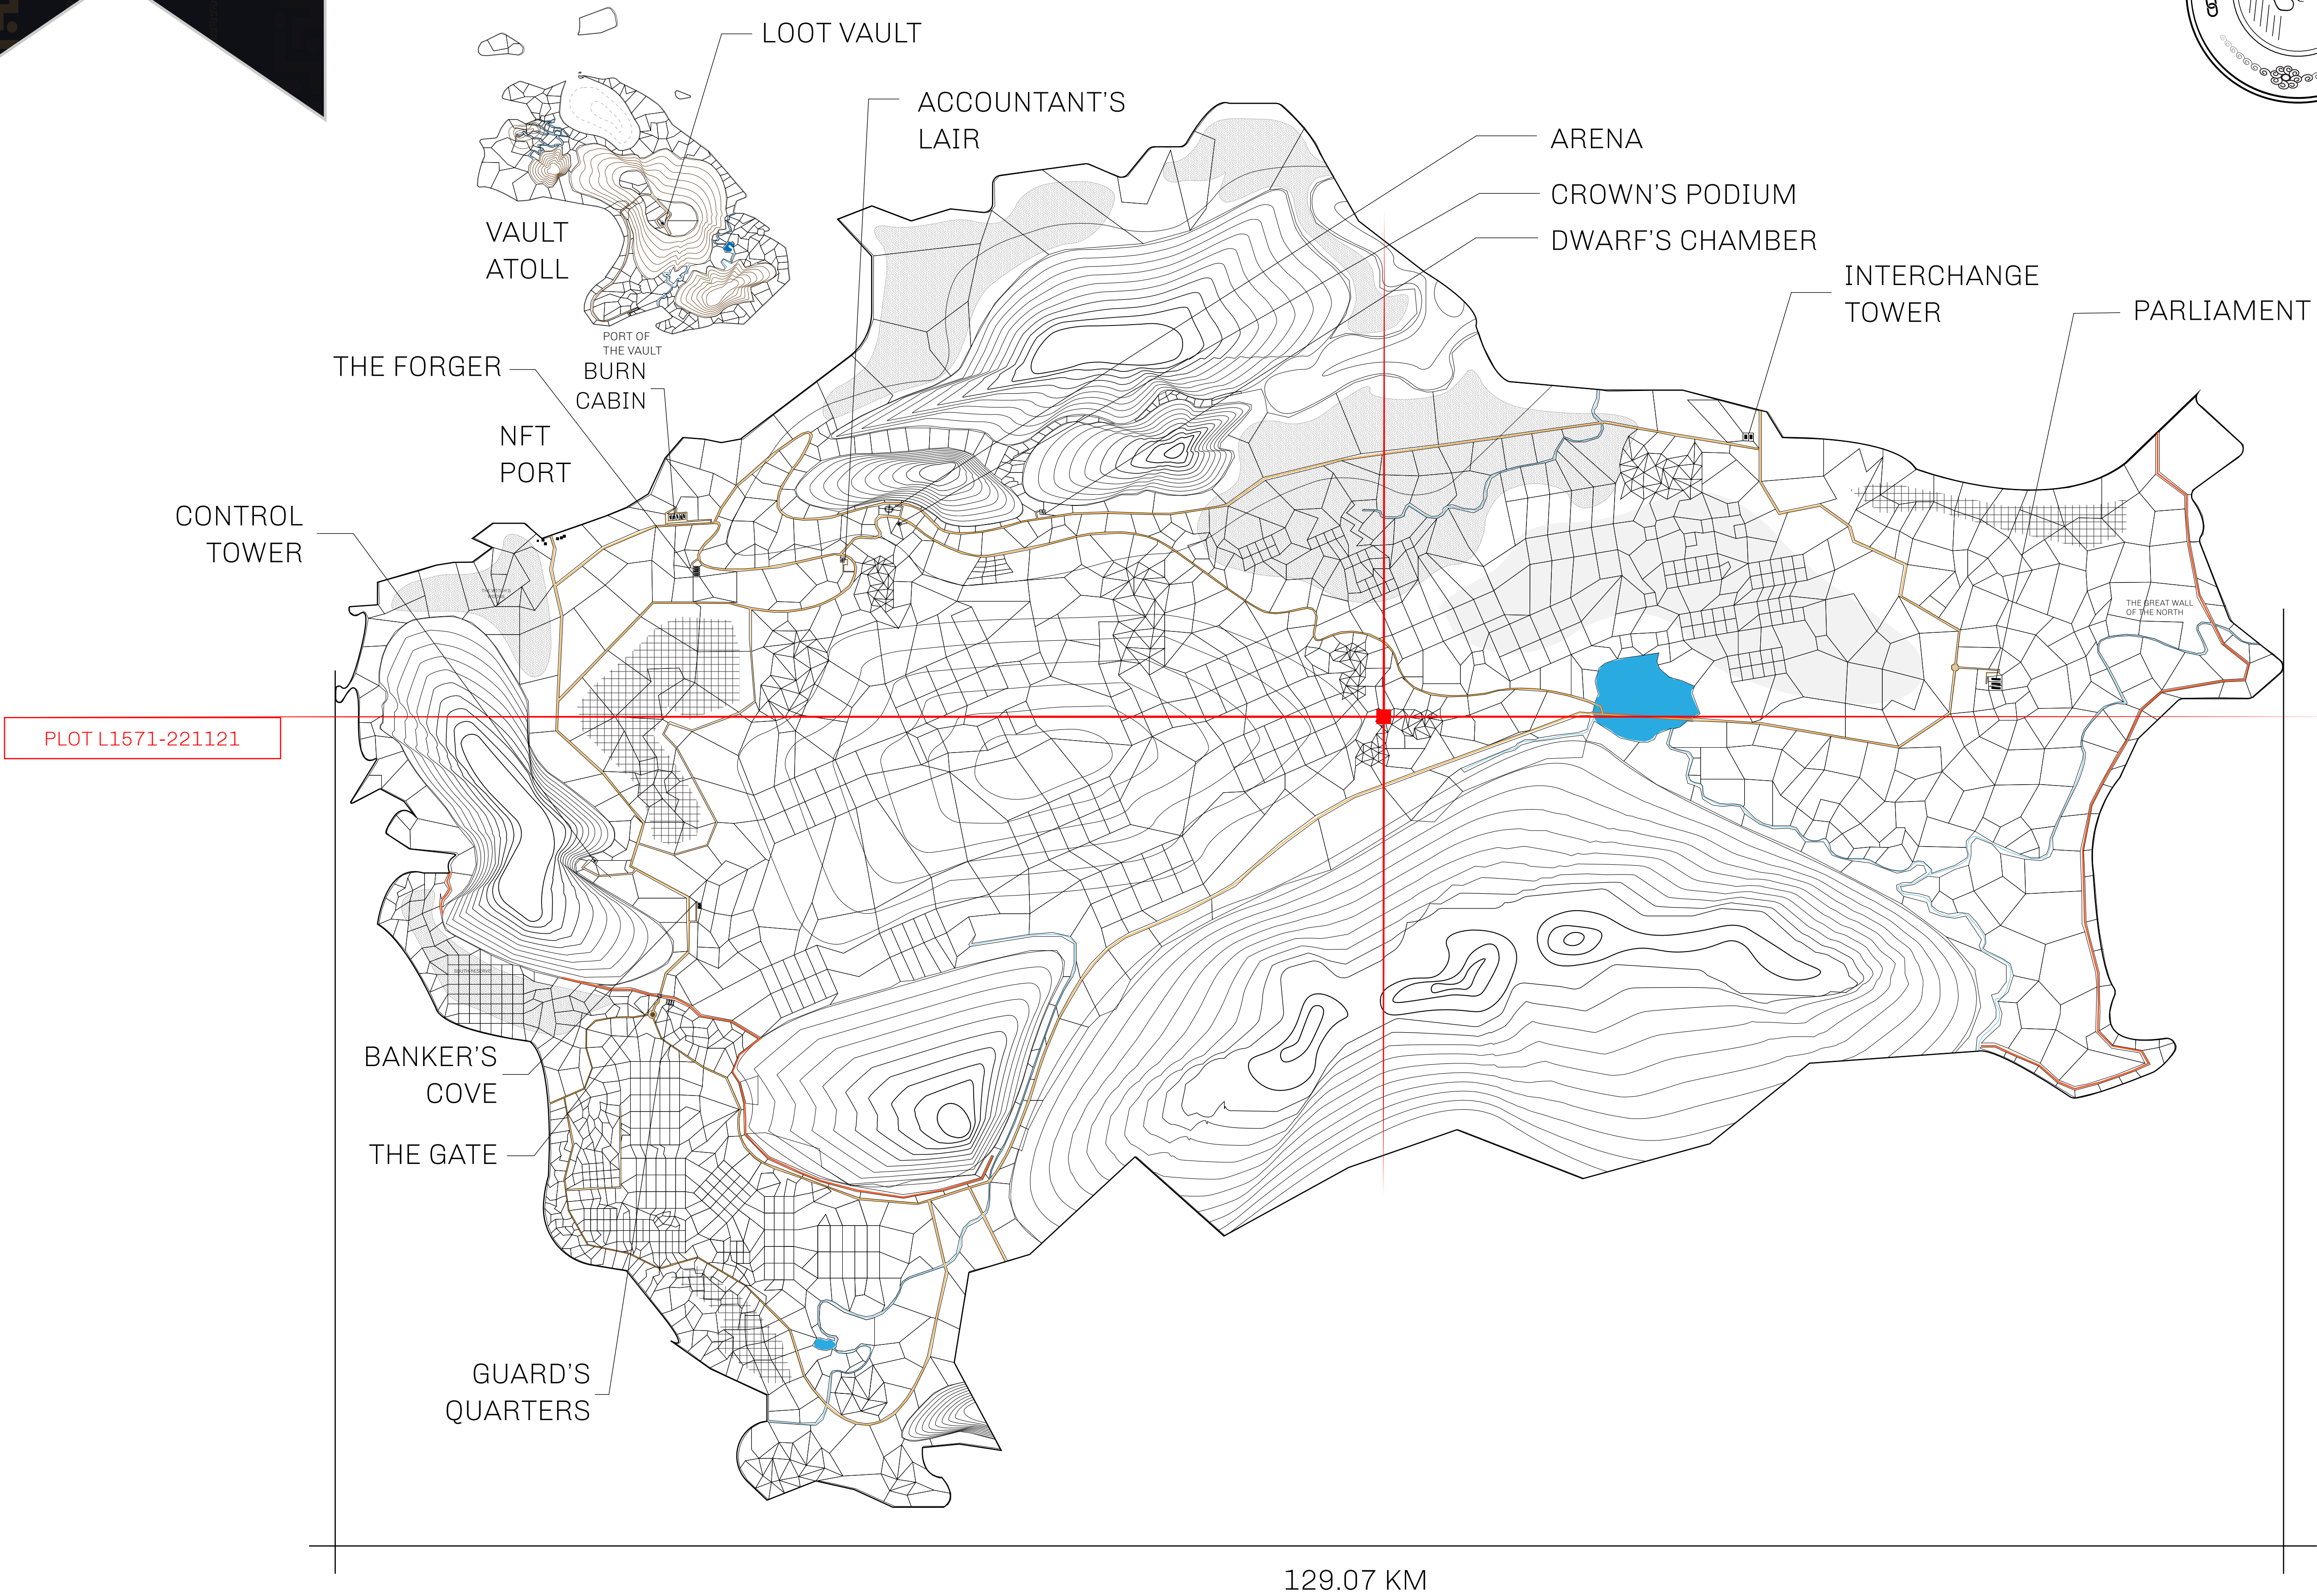 LOOT VAULT
ACCOUNTANT'S
LAIR
ARENA
CROWN'S PODIUM
DWARF'S CHAMBER
INTERCHANGE
TOWER
PARLIAMENT
VAULT
ATOLL
PORT OF
THE VAULT
THE FORGER
BURN
CABIN
NFT
PORT
CONTROL
TOWER
THE GREAT WALL
OF THE NORTH
PLOT L1571-221121
SOUTH RESERVE
BANKER'S
COVE
THE GATE
GUARD'S
QUARTERS
129.07 KM